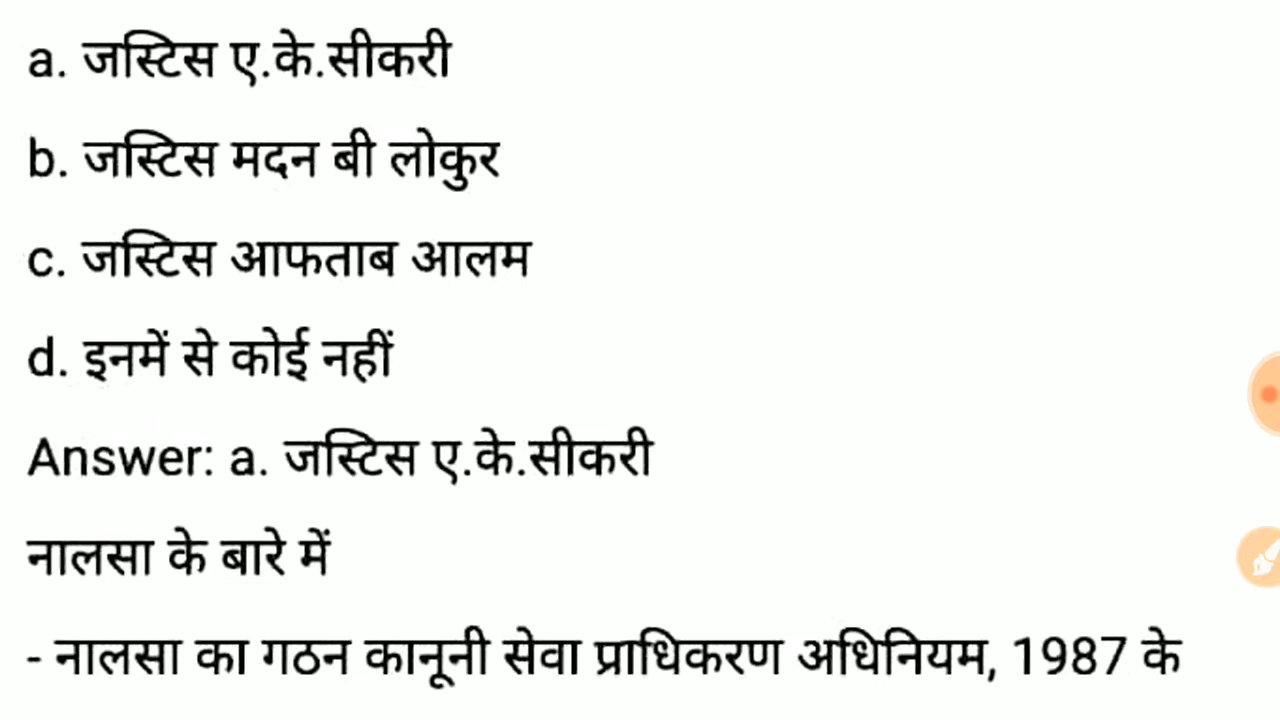 a. जस्टिस ए.के.सीकरी
b. जस्टिस मदन बी लोकुर
c. जस्टिस आफताब आलम
d. इनमें से कोई नहीं
Answer: a. जस्टिस ए.के.सीकरी
नालसा के बारे में
- नालसा का गठन कानूनी सेवा प्राधिकरण अधिनियम, 1987 के